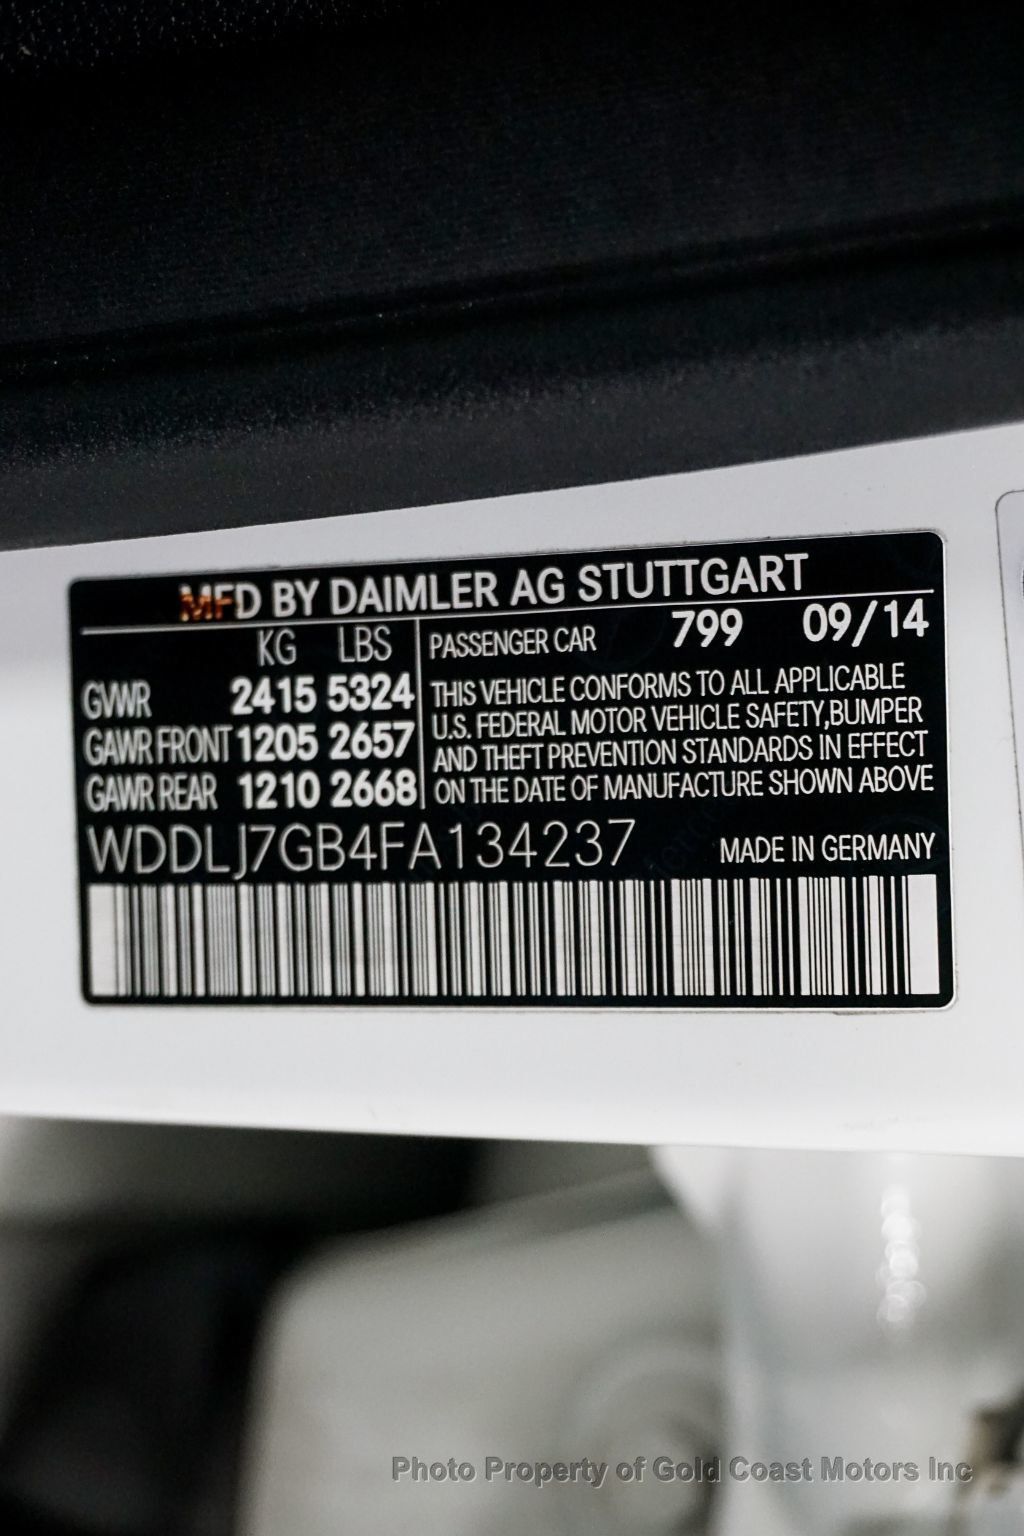 MFD BY DAIMLER AG STUTTGART
KG LBS
GVWR 2415 5324
GAWR FRONT 1205 2657
GAWR REAR 1210 2668
PASSENGER CAR 799 09/14
THIS VEHICLE CONFORMS TO ALL APPLICABLE
U.S. FEDERAL MOTOR VEHICLE SAFETY,BUMPER
AND THEFT PREVENTION STANDARDS IN EFFECT
ON THE DATE OF MANUFACTURE SHOWN ABOVE
WDDLJ7GB4FA134237 MADE IN GERMANY
Photo Property of Gold Coast Motors Inc